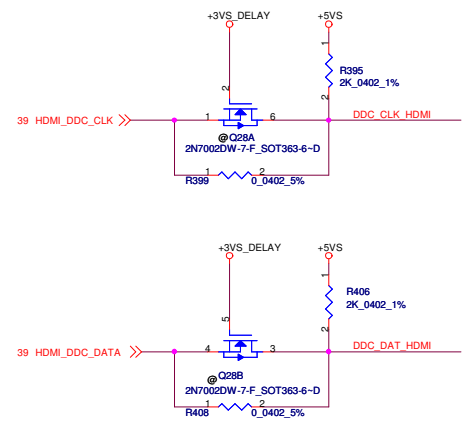 +3VS_DELAY
+5VS
1
R395
2K_0402_1%
2
2
39 HDMI_DDC_CLK
1
6
DDC_CLK_HDMI
@Q28A
2N7002DW-7-F_SOT363-6~D
1
2
R399
0_0402_5%
+3VS_DELAY
+5VS
1
R406
2K_0402_1%
5
2
39 HDMI_DDC_DATA
4
3
DDC_DAT_HDMI
@Q28B
2N7002DW-7-F_SOT363-6~D
1
2
R408
0_0402_5%